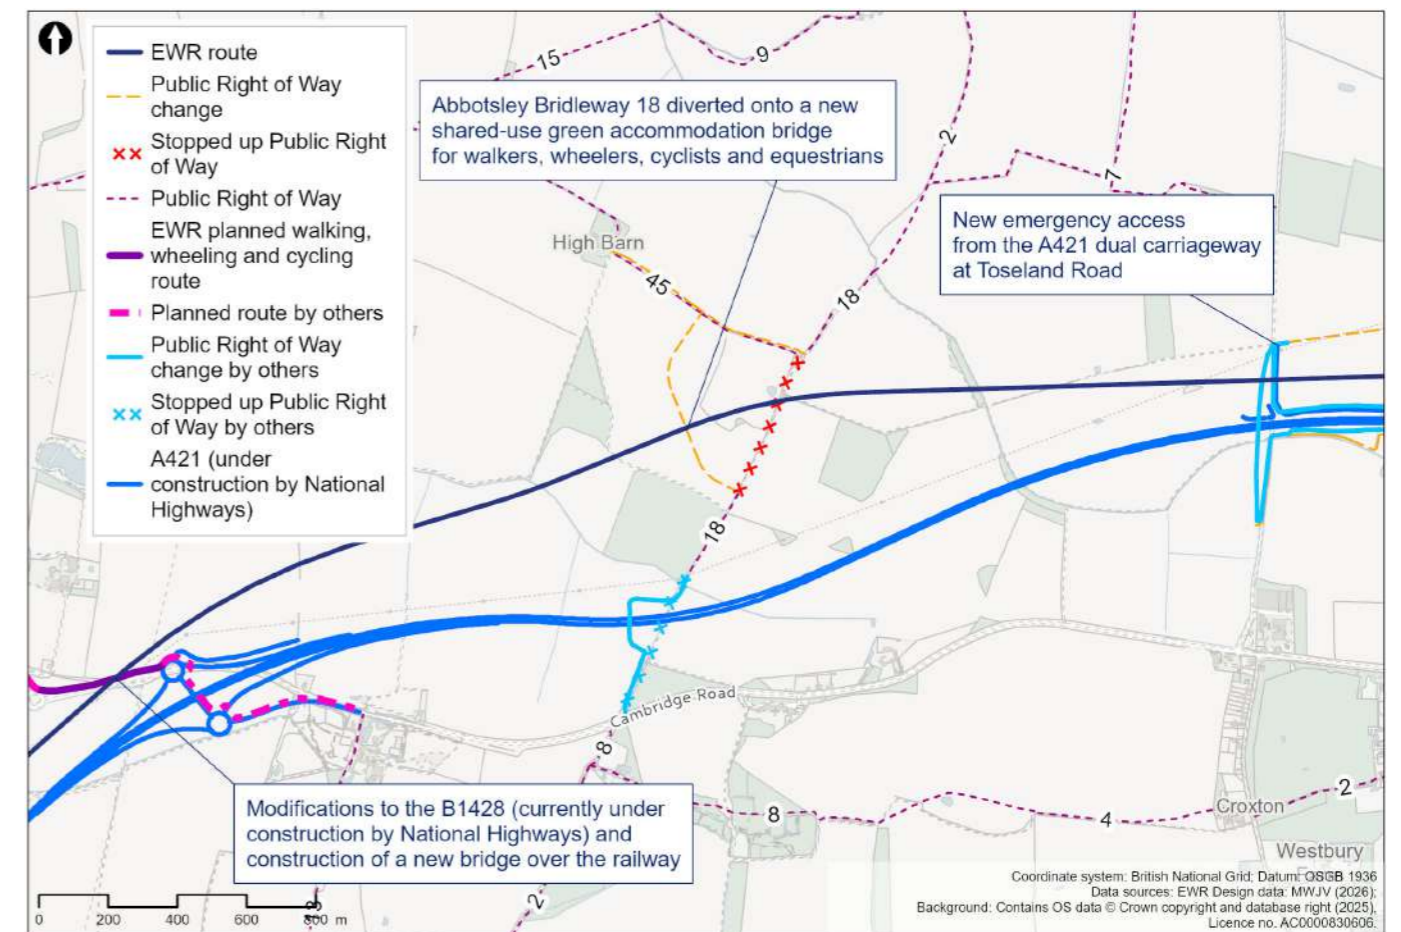 EWR route
Public Right of Way
change
Stopped up Public Right
of Way
Public Right of Way
EWR planned walking,
wheeling and cycling
route
Planned route by others
Public Right of Way
change by others
Stopped up Public Right
of Way by others
A421 (under
construction by National
Highways)
15
9
Abbotsley Bridleway 18 diverted onto a new
shared-use green accommodation bridge
for walkers, wheelers, cyclists and equestrians
2
7
New emergency access
from the A421 dual carriageway
at Toseland Road
High Barn
45
18
18
Cambridge Road
8
Modifications to the B1428 (currently under
construction by National Highways) and
construction of a new bridge over the railway
8
4
2
Croxton
Westbury
2
0 200 400 600 800 m
Coordinate system: British National Grid; Datum: OSGB 1936
Data sources: EWR Design data: MWJV (2026);
Background: Contains OS data © Crown copyright and database right (2025),
Licence no. AC0000830606.